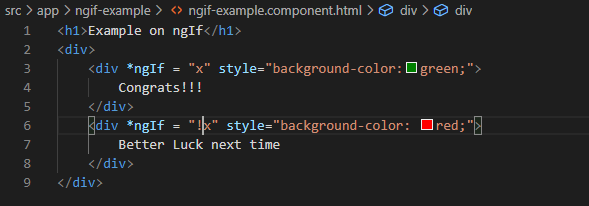 src > app > ngif-example > <> ngif-example.component.html > div > div
1 <h1>Example on ngIf</h1>
2 <div>
3 <div *ngIf = "x" style="background-color:green;">
4 Congrats!!!
5 </div>
6 <div *ngIf = "!x" style="background-color: red;">
7 Better Luck next time
8 </div>
9 </div>